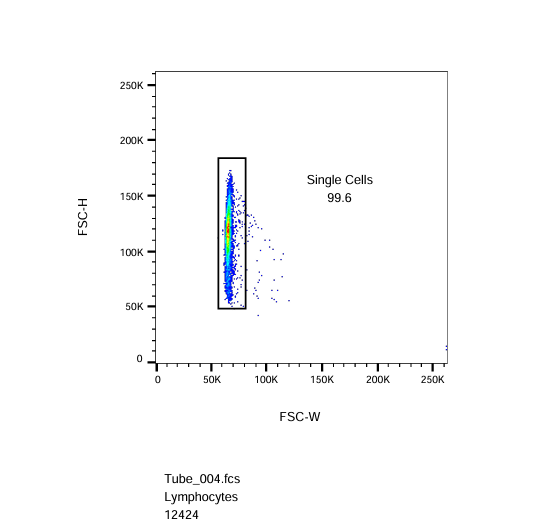 250K
200K
150K
100K
50K
0
FSC-H
Single Cells
99.6
0 50K 100K 150K 200K 250K
FSC-W
Tube_004.fcs
Lymphocytes
12424